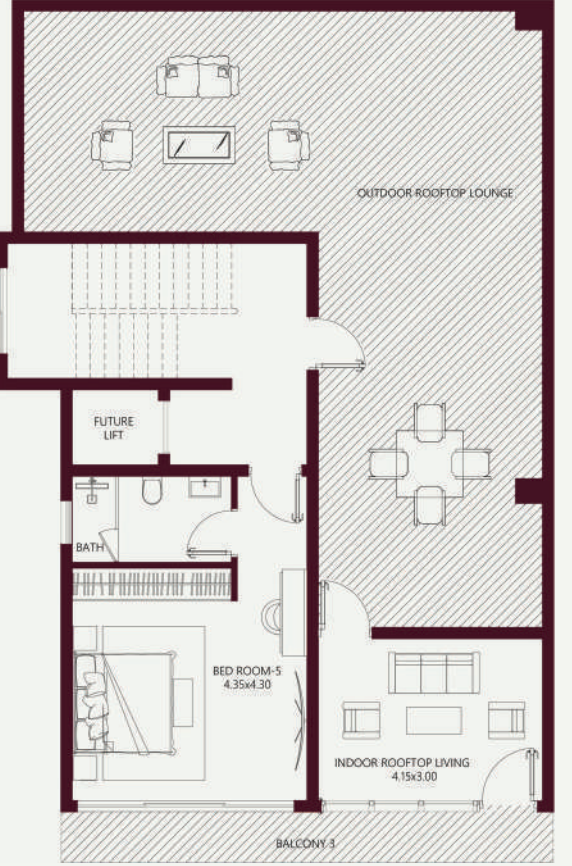 OUTDOOR ROOFTOP LOUNGE
FUTURE
LIFT
BATH
BED ROOM-5
4.35x4.30
INDOOR ROOFTOP LIVING
4.15x3.00
BALCONY 3